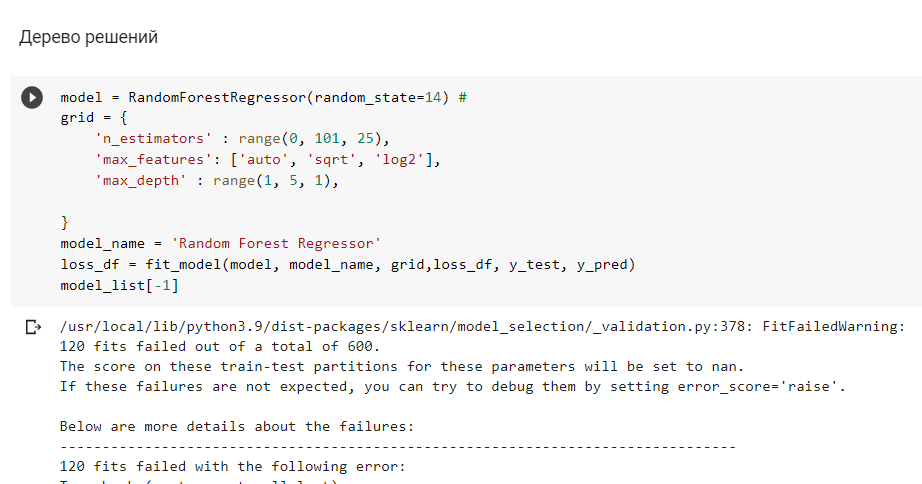 Дерево решений
model = RandomForestRegressor(random_state=14) #
grid = {
    'n_estimators' : range(0, 101, 25),
    'max_features': ['auto', 'sqrt', 'log2'],
    'max_depth' : range(1, 5, 1),
}
model_name = 'Random Forest Regressor'
loss_df = fit_model(model, model_name, grid,loss_df, y_test, y_pred)
model_list[-1]
/usr/local/lib/python3.9/dist-packages/sklearn/model_selection/_validation.py:378: FitFailedWarning:
120 fits failed out of a total of 600.
The score on these train-test partitions for these parameters will be set to nan.
If these failures are not expected, you can try to debug them by setting error_score='raise'.
Below are more details about the failures:
--------------------------------------------------------------------------------
120 fits failed with the following error: